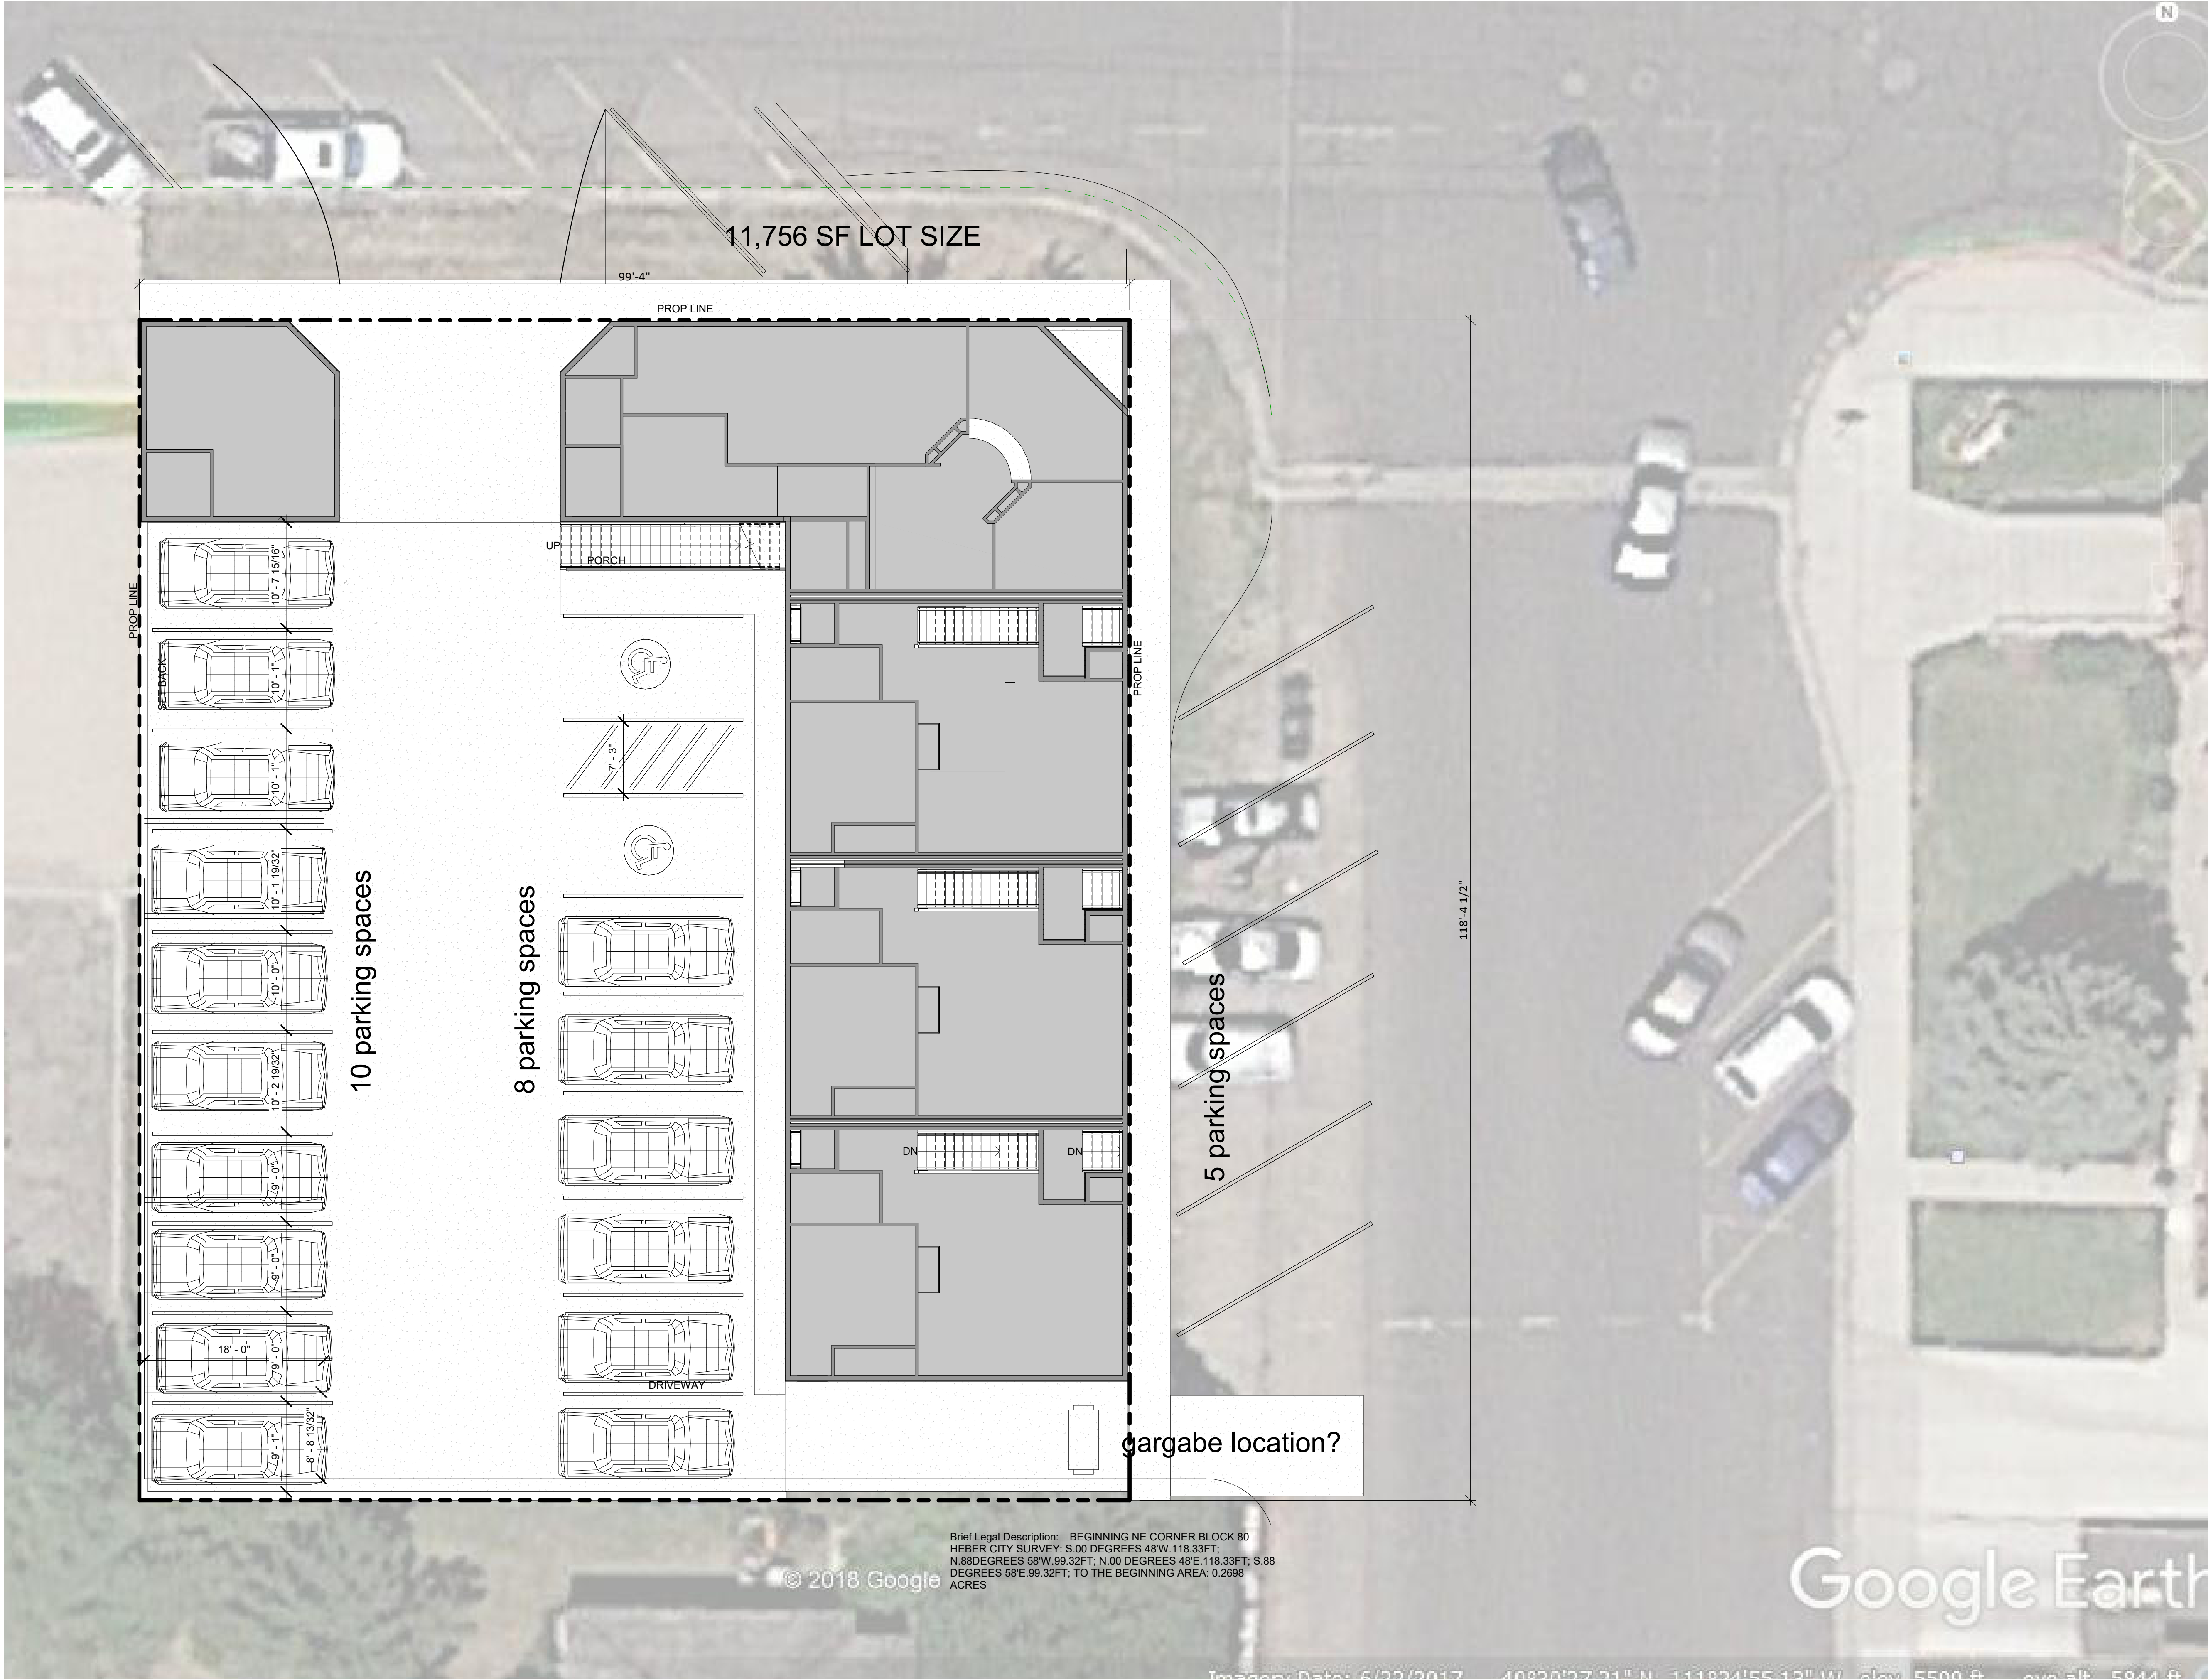 N
11,756 SF LOT SIZE
99'-4"
PROP LINE
UP
PORCH
PROP LINE
SET BACK
10' - 7 15/16"
10' - 1"
10' - 1"
10' - 1 19/32"
10' - 0"
10' - 2 19/32"
9' - 0"
9' - 0"
18' - 0"
9' - 0"
9' - 1"
8' - 8 13/32"
10 parking spaces
8 parking spaces
7' - 3"
PROP LINE
118'-4 1/2"
5 parking spaces
DN
DN
DRIVEWAY
gargabe location?
Brief Legal Description: BEGINNING NE CORNER BLOCK 80
HEBER CITY SURVEY: S.00 DEGREES 48'W.118.33FT;
N.88DEGREES 58'W.99.32FT; N.00 DEGREES 48'E.118.33FT; S.88
DEGREES 58'E.99.32FT; TO THE BEGINNING AREA: 0.2698
ACRES
© 2018 Google
Google Earth